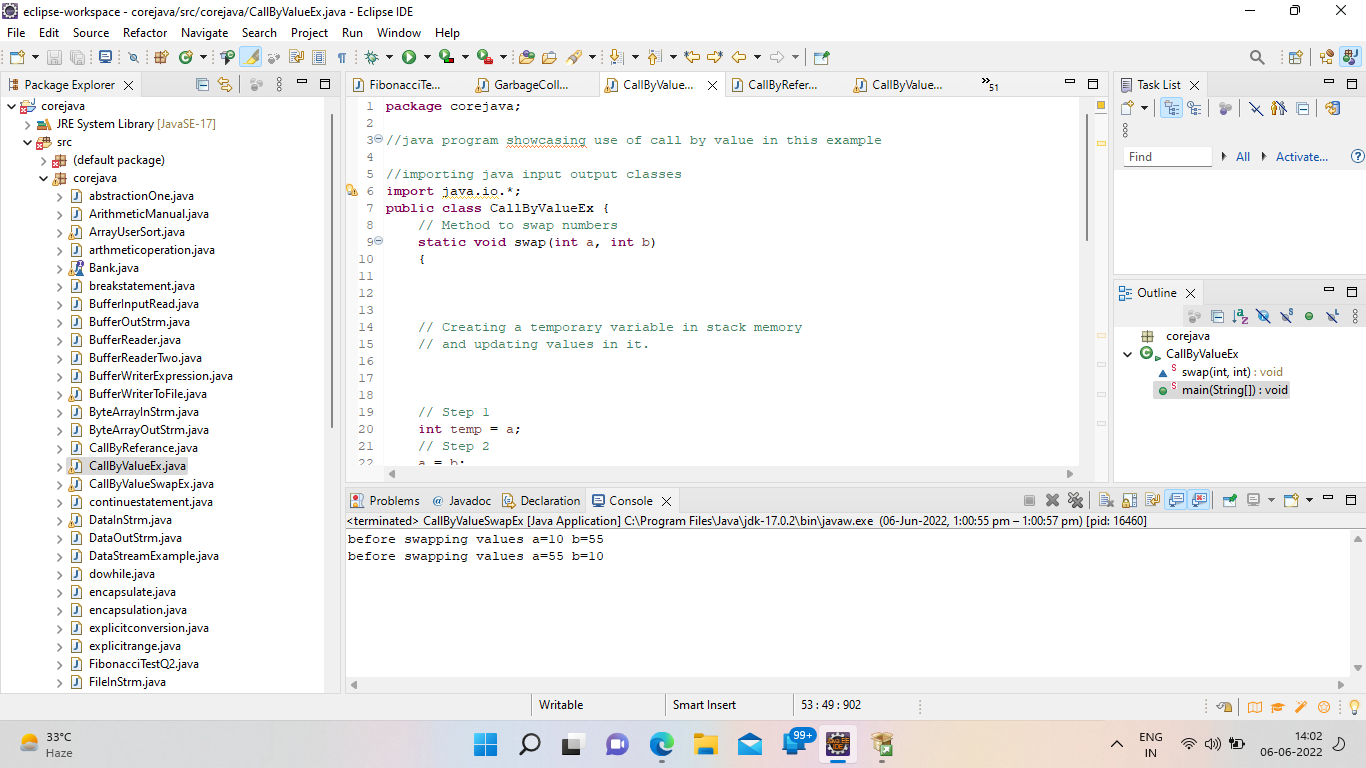 eclipse-workspace - corejava/src/corejava/CallByValueEx.java - Eclipse IDE
File Edit Source Refactor Navigate Search Project Run Window Help
Package Explorer
corejava
JRE System Library [JavaSE-17]
src
(default package)
corejava
abstractionOne.java
ArithmeticManual.java
ArrayUserSort.java
arthmeticoperation.java
Bank.java
breakstatement.java
BufferInputRead.java
BufferOutStrm.java
BufferReader.java
BufferReaderTwo.java
BufferWriterExpression.java
BufferWriterToFile.java
ByteArrayInStrm.java
ByteArrayOutStrm.java
CallByReferance.java
CallByValueEx.java
CallByValueSwapEx.java
continuestatement.java
DataInStrm.java
DataOutStrm.java
DataStreamExample.java
dowhile.java
encapsulate.java
encapsulation.java
explicitconversion.java
explicitrange.java
FibonacciTestQ2.java
FileInStrm.java
FibonacciTe... GarbageColl... CallByValue... CallByRefer... CallByValue... »51
1 package corejava;
2
3 //java program showcasing use of call by value in this example
4
5 //importing java input output classes
6 import java.io.*;
7 public class CallByValueEx {
8 // Method to swap numbers
9 static void swap(int a, int b)
10 {
11
12
13
14 // Creating a temporary variable in stack memory
15 // and updating values in it.
16
17
18
19 // Step 1
20 int temp = a;
21 // Step 2
22 a = b;
Task List
Find All Activate...
Outline
corejava
CallByValueEx
swap(int, int) : void
main(String[]) : void
Problems @ Javadoc Declaration Console
<terminated> CallByValueSwapEx [Java Application] C:\Program Files\Java\jdk-17.0.2\bin\javaw.exe (06-Jun-2022, 1:00:55 pm – 1:00:57 pm) [pid: 16460]
before swapping values a=10 b=55
before swapping values a=55 b=10
Writable Smart Insert 53 : 49 : 902
33°C
Haze
99+
ENG
IN
14:02
06-06-2022